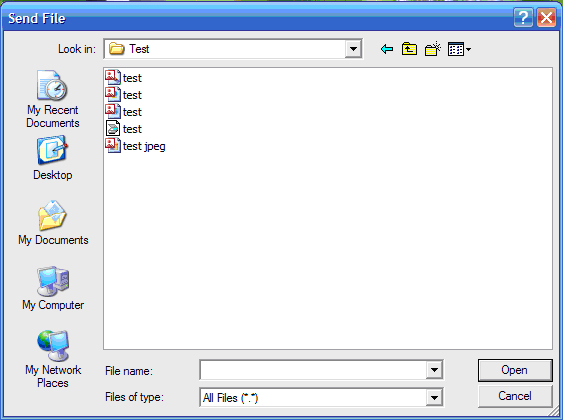 Send File
Look in:
Test
My Recent
Documents
Desktop
My Documents
My Computer
My Network
Places
test
test
test
test
test jpeg
File name:
Open
Files of type:
All Files (*.*)
Cancel